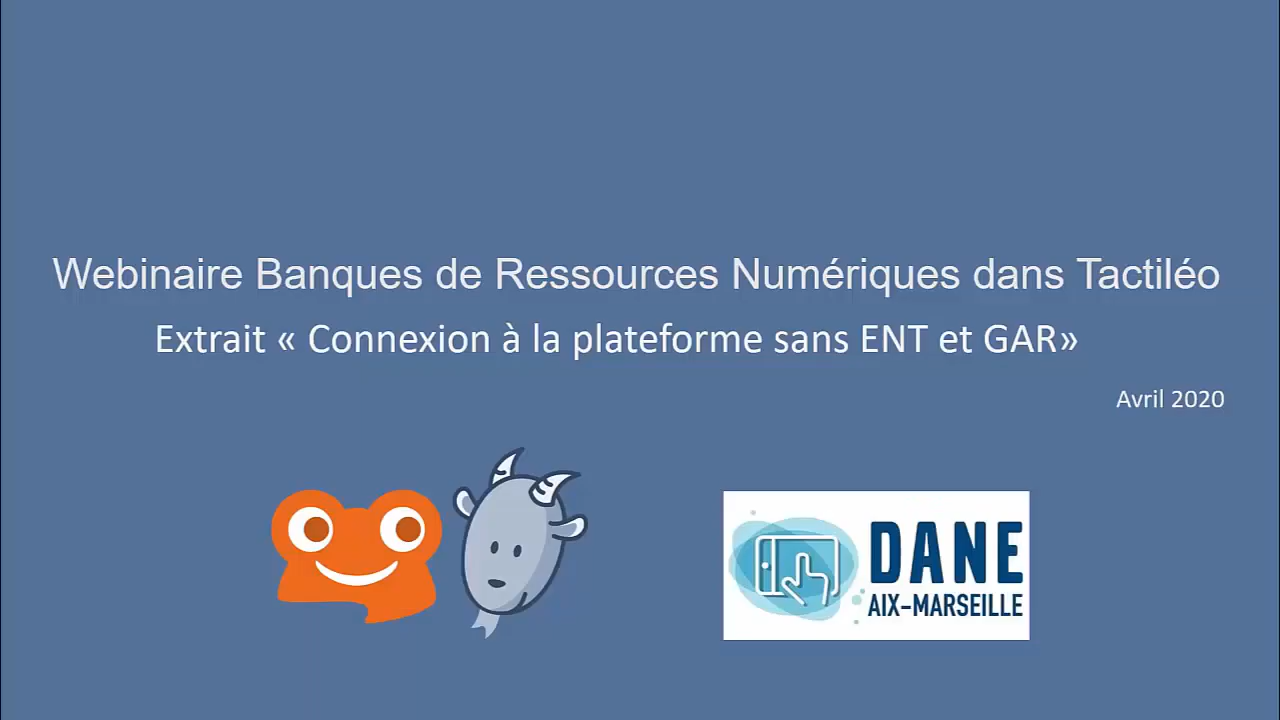 Webinaire Banques de Ressources Numériques dans Tactiléo
Extrait « Connexion à la plateforme sans ENT et GAR»
Avril 2020
DANE
AIX-MARSEILLE